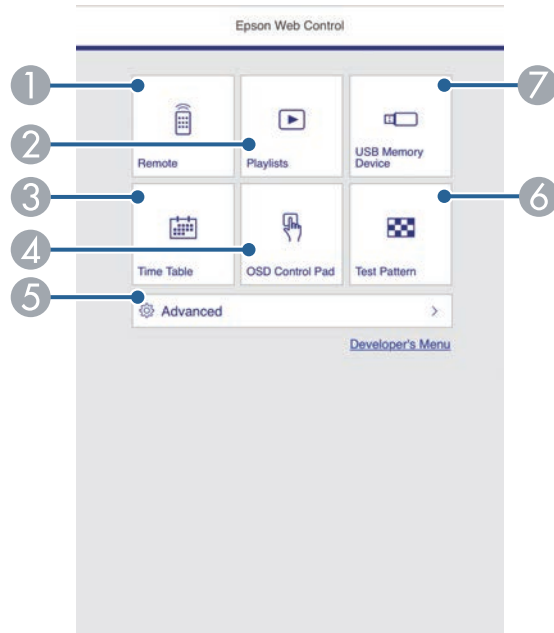 Epson Web Control
1
7
2
Remote
Playlists
USB Memory
Device
3
6
4
Time Table
OSD Control Pad
Test Pattern
5
Advanced
Developer's Menu